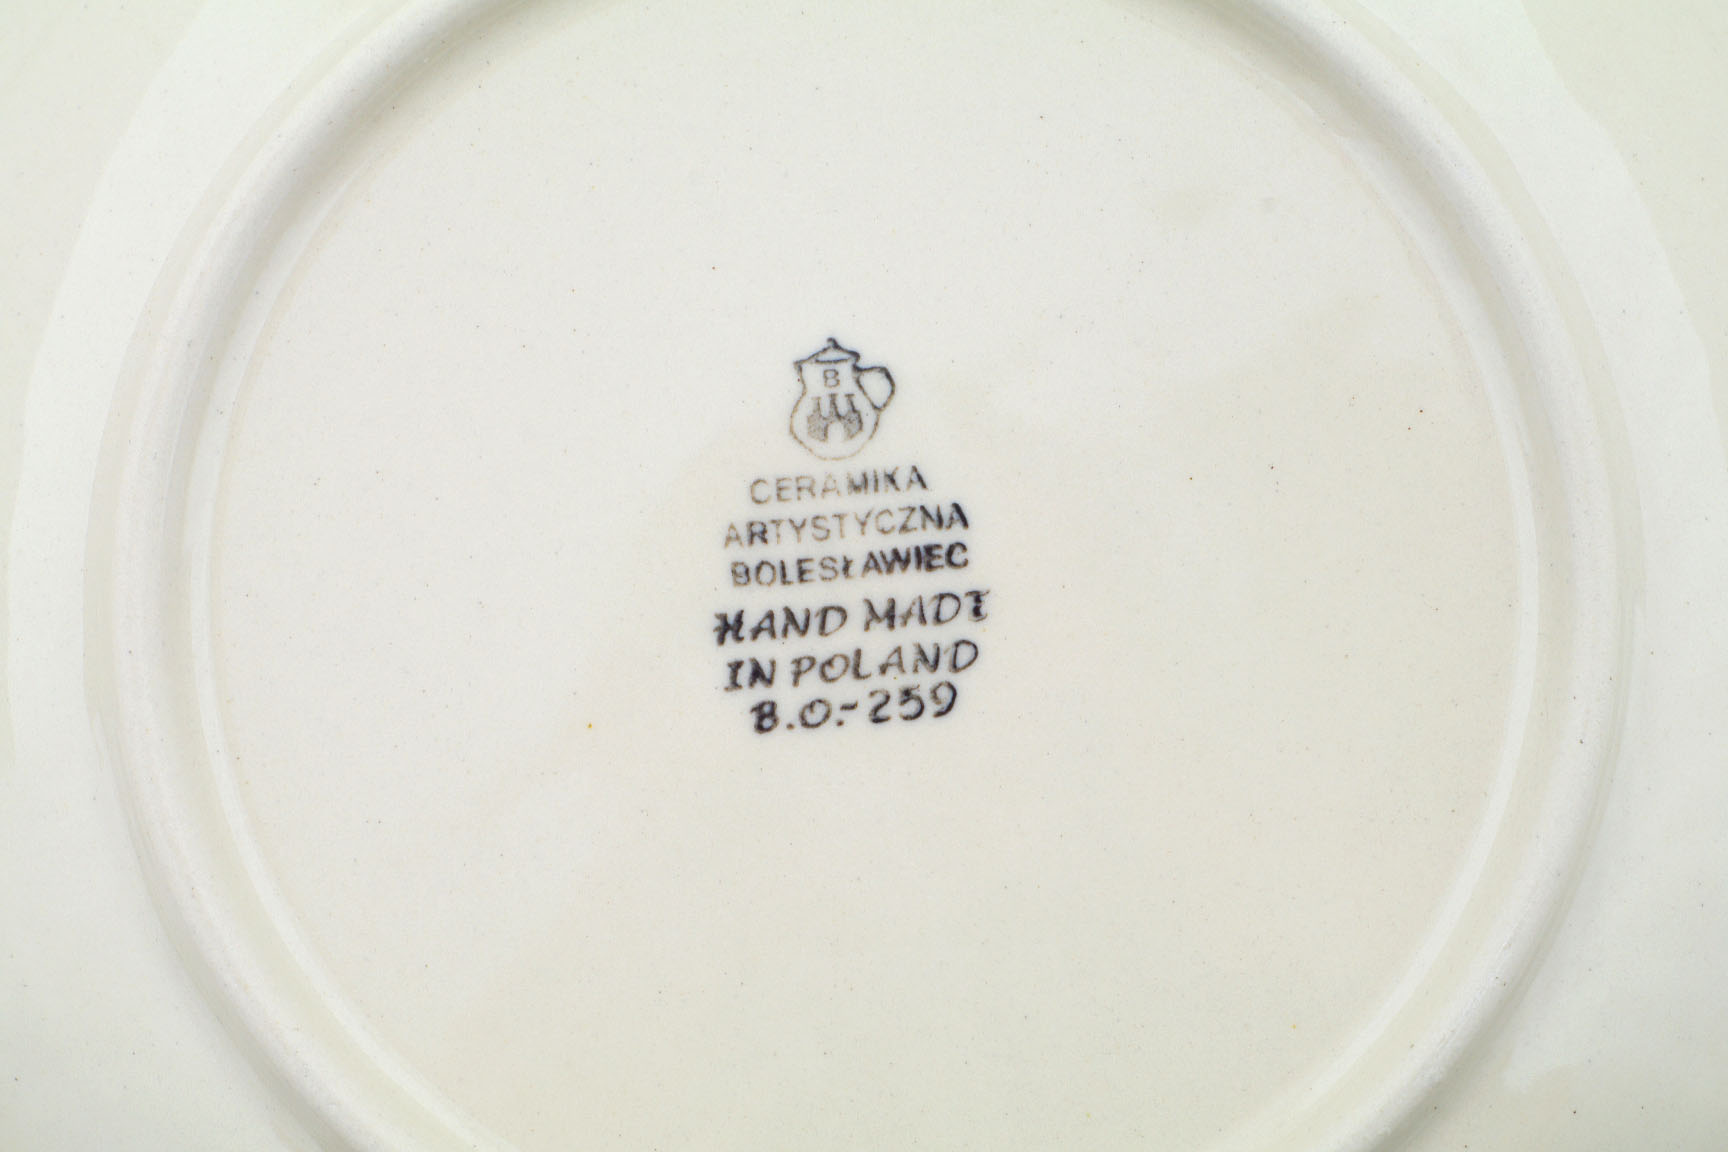 B
CERAMIKA
ARTYSTYCZNA
BOLESŁAWIEC
HAND MADE
IN POLAND
B.O.-259